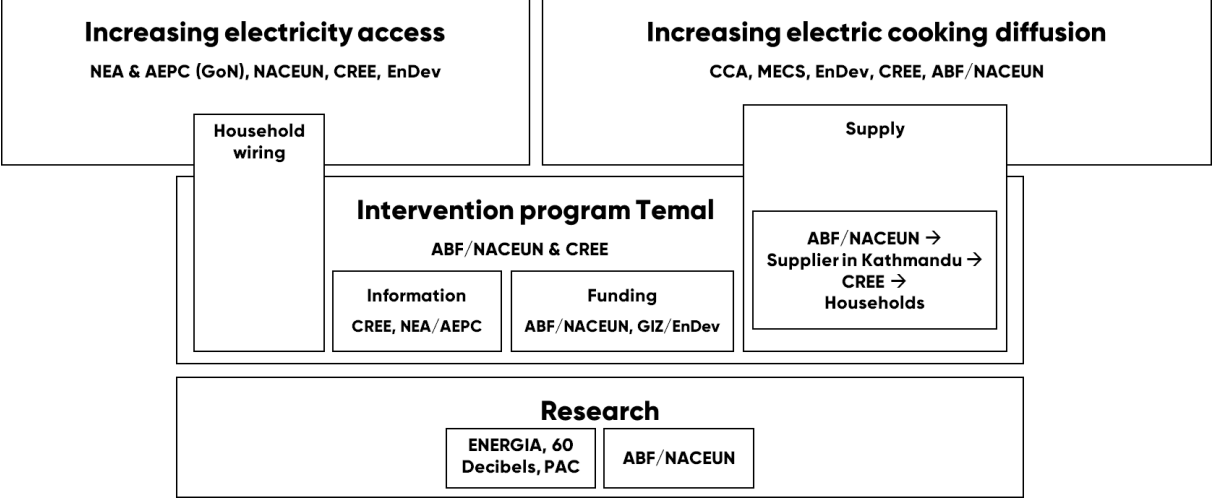 Increasing electricity access
NEA & AEPC (GoN), NACEUN, CREE, EnDev
Increasing electric cooking diffusion
CCA, MECS, EnDev, CREE, ABF/NACEUN
Household
wiring
Supply
Intervention program Temal
ABF/NACEUN & CREE
Information
CREE, NEA/AEPC
Funding
ABF/NACEUN, GIZ/EnDev
ABF/NACEUN →
Supplier in Kathmandu →
CREE →
Households
Research
ENERGIA, 60
Decibels, PAC
ABF/NACEUN